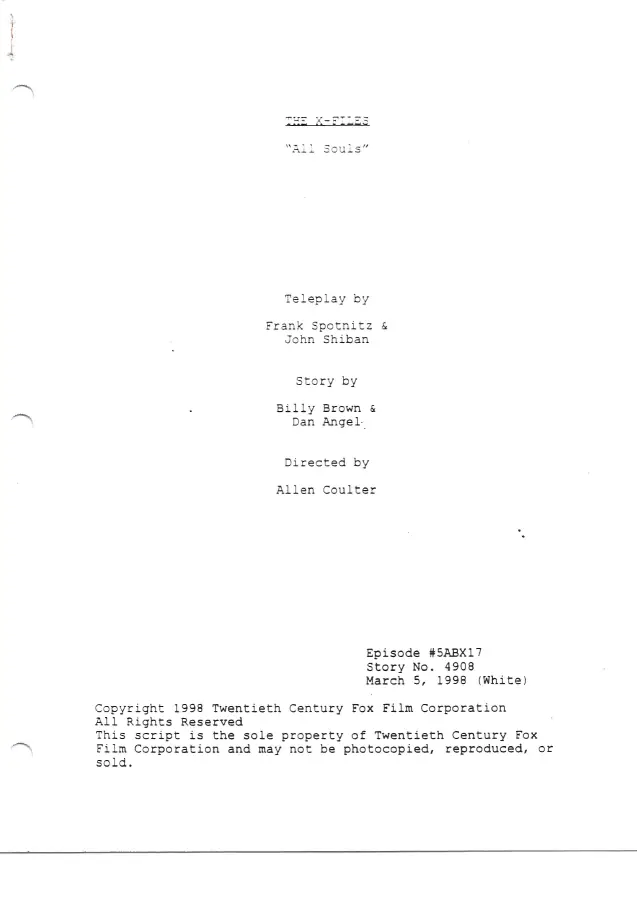 THE X-FILES
"All Souls"
Teleplay by
Frank Spotnitz &
John Shiban
Story by
Billy Brown &
Dan Angel
Directed by
Allen Coulter
Episode #5ABX17
Story No. 4908
March 5, 1998 (White)
Copyright 1998 Twentieth Century Fox Film Corporation
All Rights Reserved
This script is the sole property of Twentieth Century Fox
Film Corporation and may not be photocopied, reproduced, or
sold.